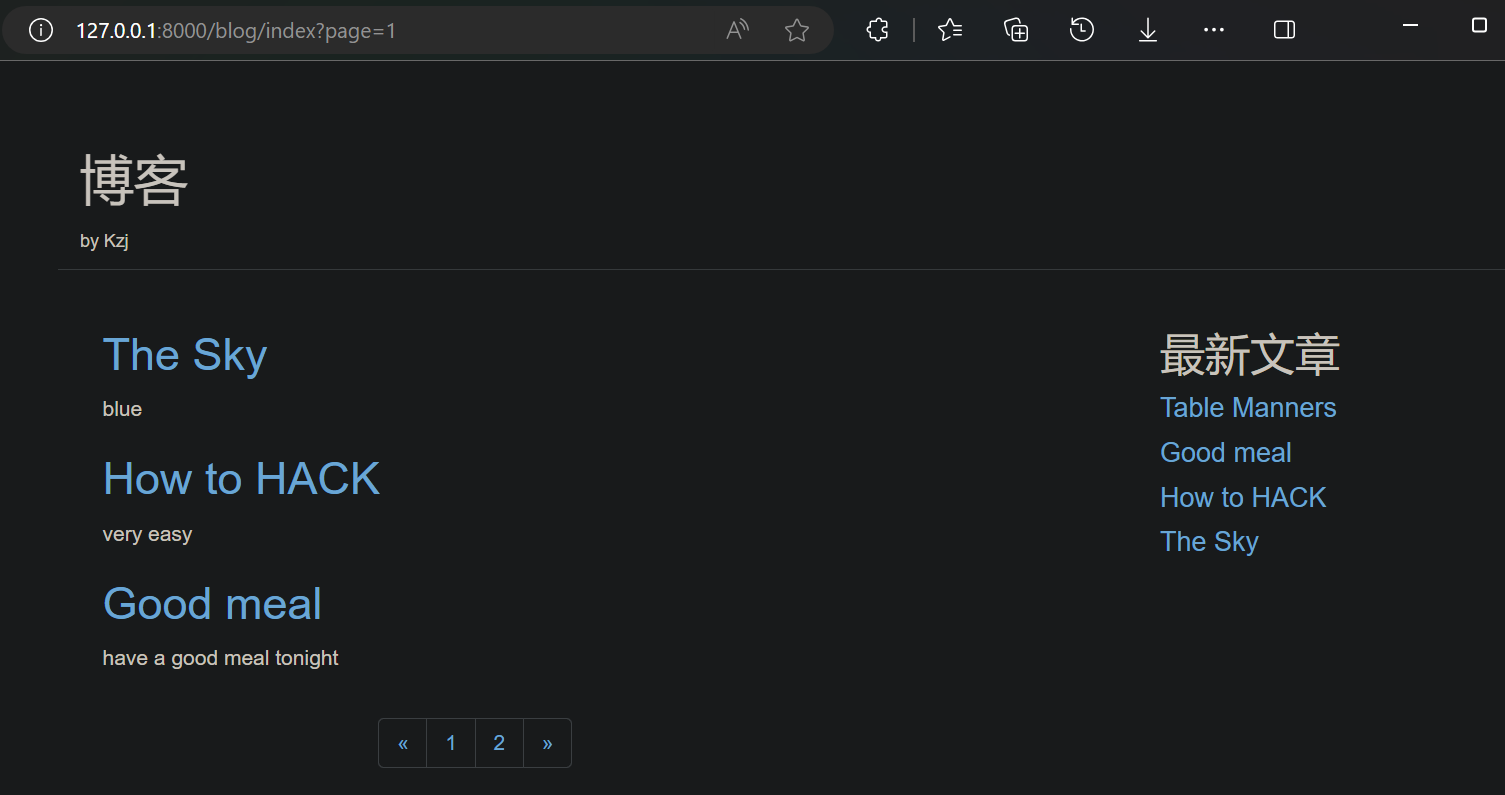 127.0.0.1:8000/blog/index?page=1
博客
by Kzj
The Sky
blue
How to HACK
very easy
Good meal
have a good meal tonight
« 1 2 »
最新文章
Table Manners
Good meal
How to HACK
The Sky